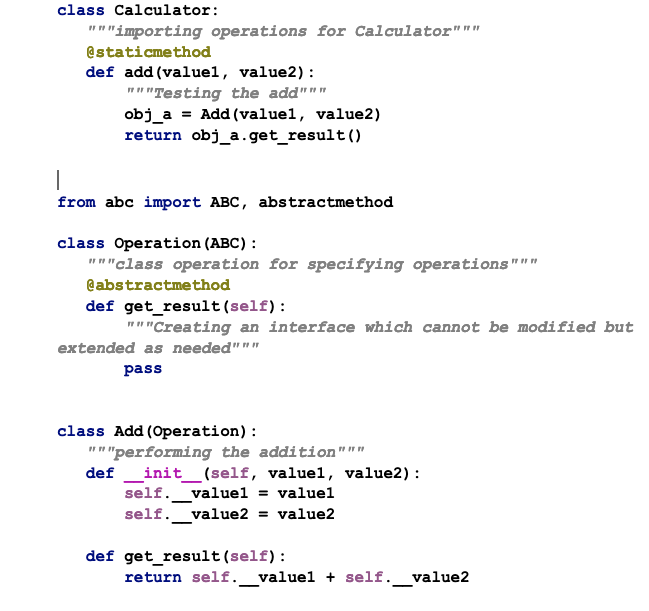 class Calculator:
"""importing operations for Calculator"""
@staticmethod
def add(value1, value2):
"""Testing the add"""
obj_a = Add(value1, value2)
return obj_a.get_result()
from abc import ABC, abstractmethod
class Operation(ABC):
"""class operation for specifying operations"""
@abstractmethod
def get_result(self):
"""Creating an interface which cannot be modified but
extended as needed"""
pass
class Add(Operation):
"""performing the addition"""
def __init__(self, value1, value2):
self.__value1 = value1
self.__value2 = value2
def get_result(self):
return self.__value1 + self.__value2